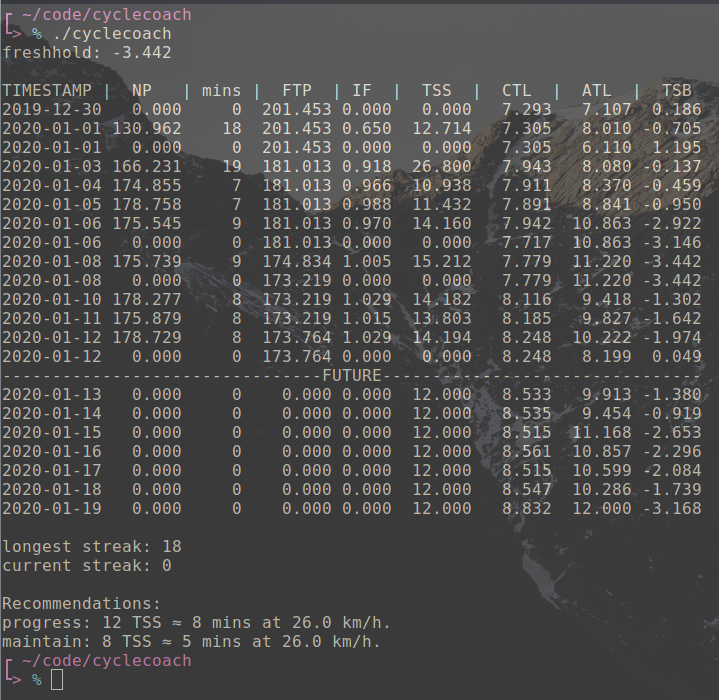 ~/code/cyclecoach
> % ./cyclecoach
freshhold: -3.442
TIMESTAMP |  NP   | mins |  FTP  | IF  |  TSS  |  CTL  |  ATL  |  TSB
2019-12-30   0.000     0  201.453 0.000   0.000   7.293   7.107  0.186
2020-01-01 130.962    18  201.453 0.650  12.714   7.305   8.010 -0.705
2020-01-01   0.000     0  201.453 0.000   0.000   7.305   6.110  1.195
2020-01-03 166.231    19  181.013 0.918  26.800   7.943   8.080 -0.137
2020-01-04 174.855     7  181.013 0.966  10.938   7.911   8.370 -0.459
2020-01-05 178.758     7  181.013 0.988  11.432   7.891   8.841 -0.950
2020-01-06 175.545     9  181.013 0.970  14.160   7.942  10.863 -2.922
2020-01-06   0.000     0  181.013 0.000   0.000   7.717  10.863 -3.146
2020-01-08 175.739     9  174.834 1.005  15.212   7.779  11.220 -3.442
2020-01-08   0.000     0  173.219 0.000   0.000   7.779  11.220 -3.442
2020-01-10 178.277     8  173.219 1.029  14.182   8.116   9.418 -1.302
2020-01-11 175.879     8  173.219 1.015  13.803   8.185   9.827 -1.642
2020-01-12 178.729     8  173.764 1.029  14.194   8.248  10.222 -1.974
2020-01-12   0.000     0  173.764 0.000   0.000   8.248   8.199  0.049
--------------------------------FUTURE-------------------------------
2020-01-13   0.000     0    0.000 0.000  12.000   8.533   9.913 -1.380
2020-01-14   0.000     0    0.000 0.000  12.000   8.535   9.454 -0.919
2020-01-15   0.000     0    0.000 0.000  12.000   8.515  11.168 -2.653
2020-01-16   0.000     0    0.000 0.000  12.000   8.561  10.857 -2.296
2020-01-17   0.000     0    0.000 0.000  12.000   8.515  10.599 -2.084
2020-01-18   0.000     0    0.000 0.000  12.000   8.547  10.286 -1.739
2020-01-19   0.000     0    0.000 0.000  12.000   8.832  12.000 -3.168
longest streak: 18
current streak: 0
Recommendations:
progress: 12 TSS ≈ 8 mins at 26.0 km/h.
maintain: 8 TSS ≈ 5 mins at 26.0 km/h.
~/code/cyclecoach
> %